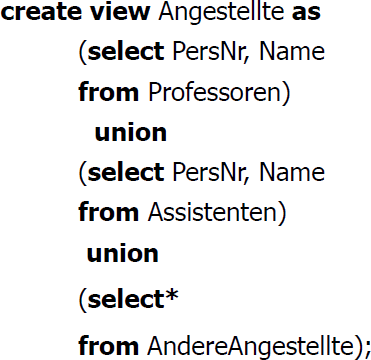 create view Angestellte as
(select PersNr, Name
from Professoren)
union
(select PersNr, Name
from Assistenten)
union
(select*
from AndereAngestellte);